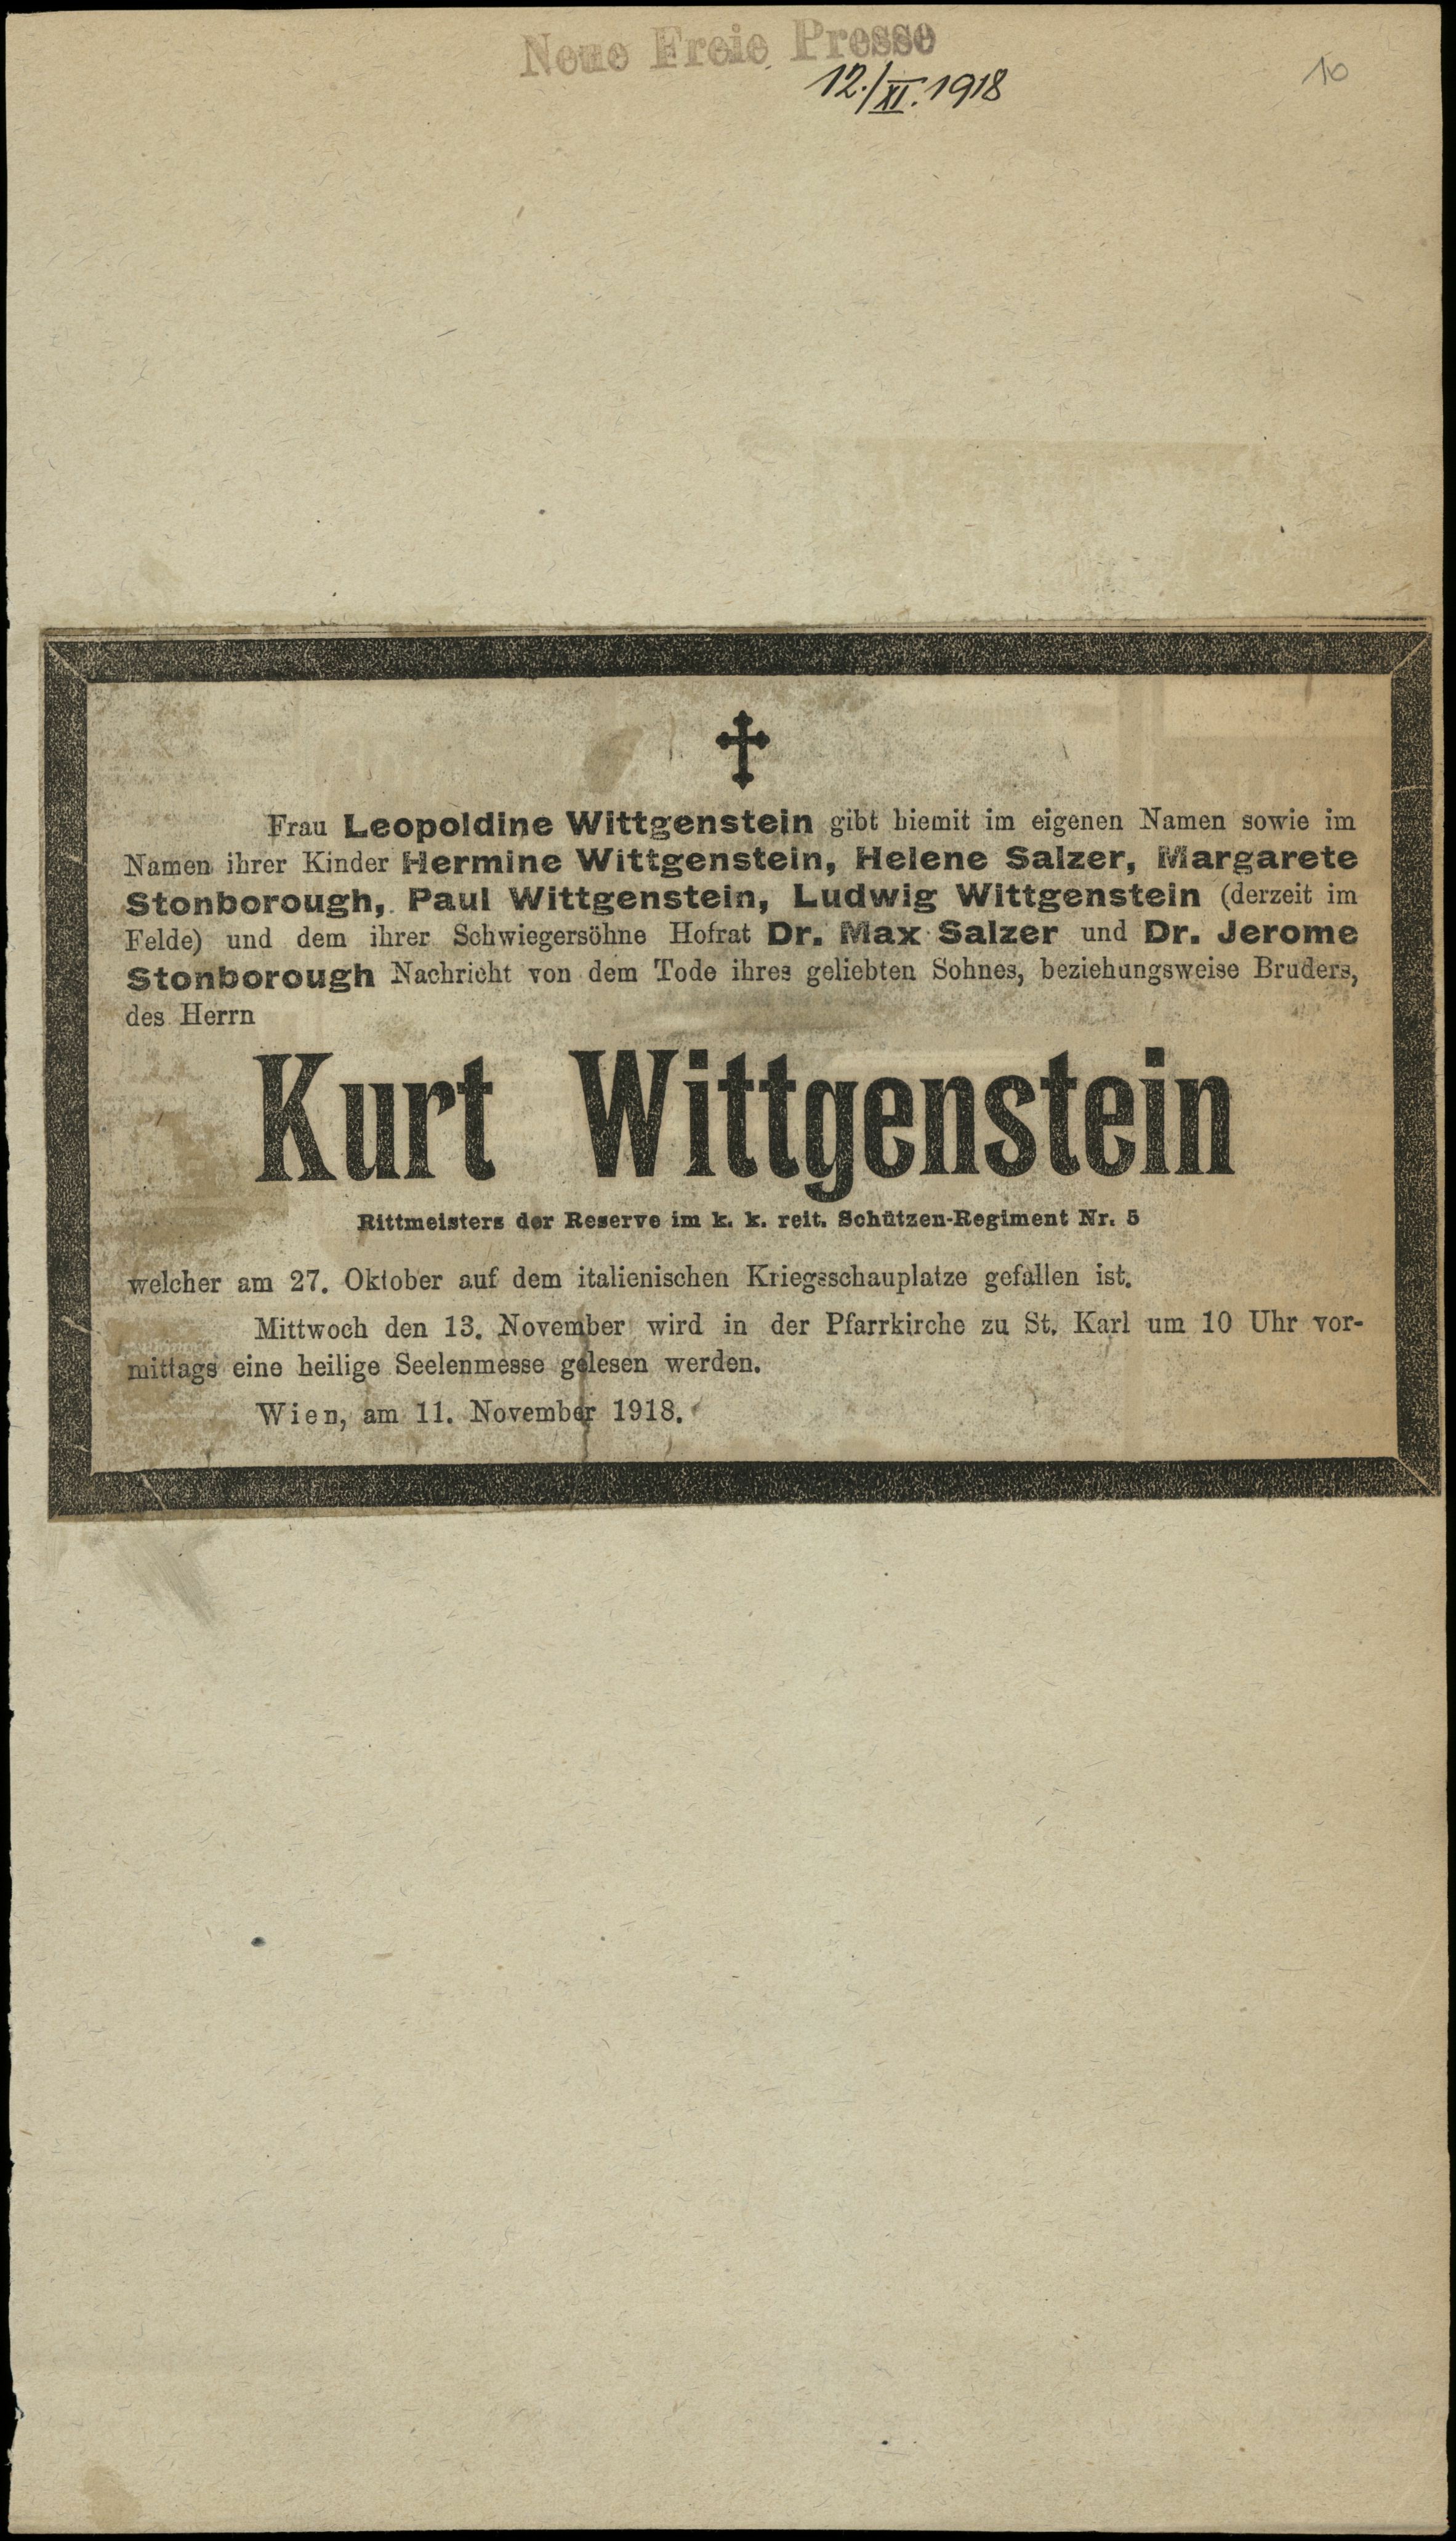 Neue Freie Presse
12./XI. 1918
10
Frau Leopoldine Wittgenstein gibt hiemit im eigenen Namen sowie im
Namen ihrer Kinder Hermine Wittgenstein, Helene Salzer, Margarete
Stonborough, Paul Wittgenstein, Ludwig Wittgenstein (derzeit im
Felde) und dem ihrer Schwiegersöhne Hofrat Dr. Max Salzer und Dr. Jerome
Stonborough Nachricht von dem Tode ihres geliebten Sohnes, beziehungsweise Bruders,
des Herrn
Kurt Wittgenstein
Rittmeisters der Reserve im k. k. reit. Schützen-Regiment Nr. 5
welcher am 27. Oktober auf dem italienischen Kriegsschauplatze gefallen ist.
Mittwoch den 13. November wird in der Pfarrkirche zu St. Karl um 10 Uhr vor-
mittags eine heilige Seelenmesse gelesen werden.
Wien, am 11. November 1918.